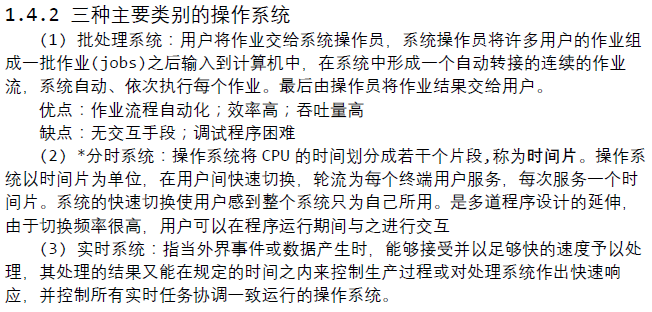 1.4.2 三种主要类别的操作系统
(1) 批处理系统：用户将作业交给系统操作员，系统操作员将许多用户的作业组
成一批作业(jobs)之后输入到计算机中，在系统中形成一个自动转接的连续的作业
流，系统自动、依次执行每个作业。最后由操作员将作业结果交给用户。
优点：作业流程自动化；效率高；吞吐量高
缺点：无交互手段；调试程序困难
(2) *分时系统：操作系统将 CPU 的时间划分成若干个片段,称为时间片。操作系
统以时间片为单位，在用户间快速切换，轮流为每个终端用户服务，每次服务一个时
间片。系统的快速切换使用户感到整个系统只为自己所用。是多道程序设计的延伸，
由于切换频率很高，用户可以在程序运行期间与之进行交互
(3) 实时系统：指当外界事件或数据产生时，能够接受并以足够快的速度予以处
理，其处理的结果又能在规定的时间之内来控制生产过程或对处理系统作出快速响
应，并控制所有实时任务协调一致运行的操作系统。